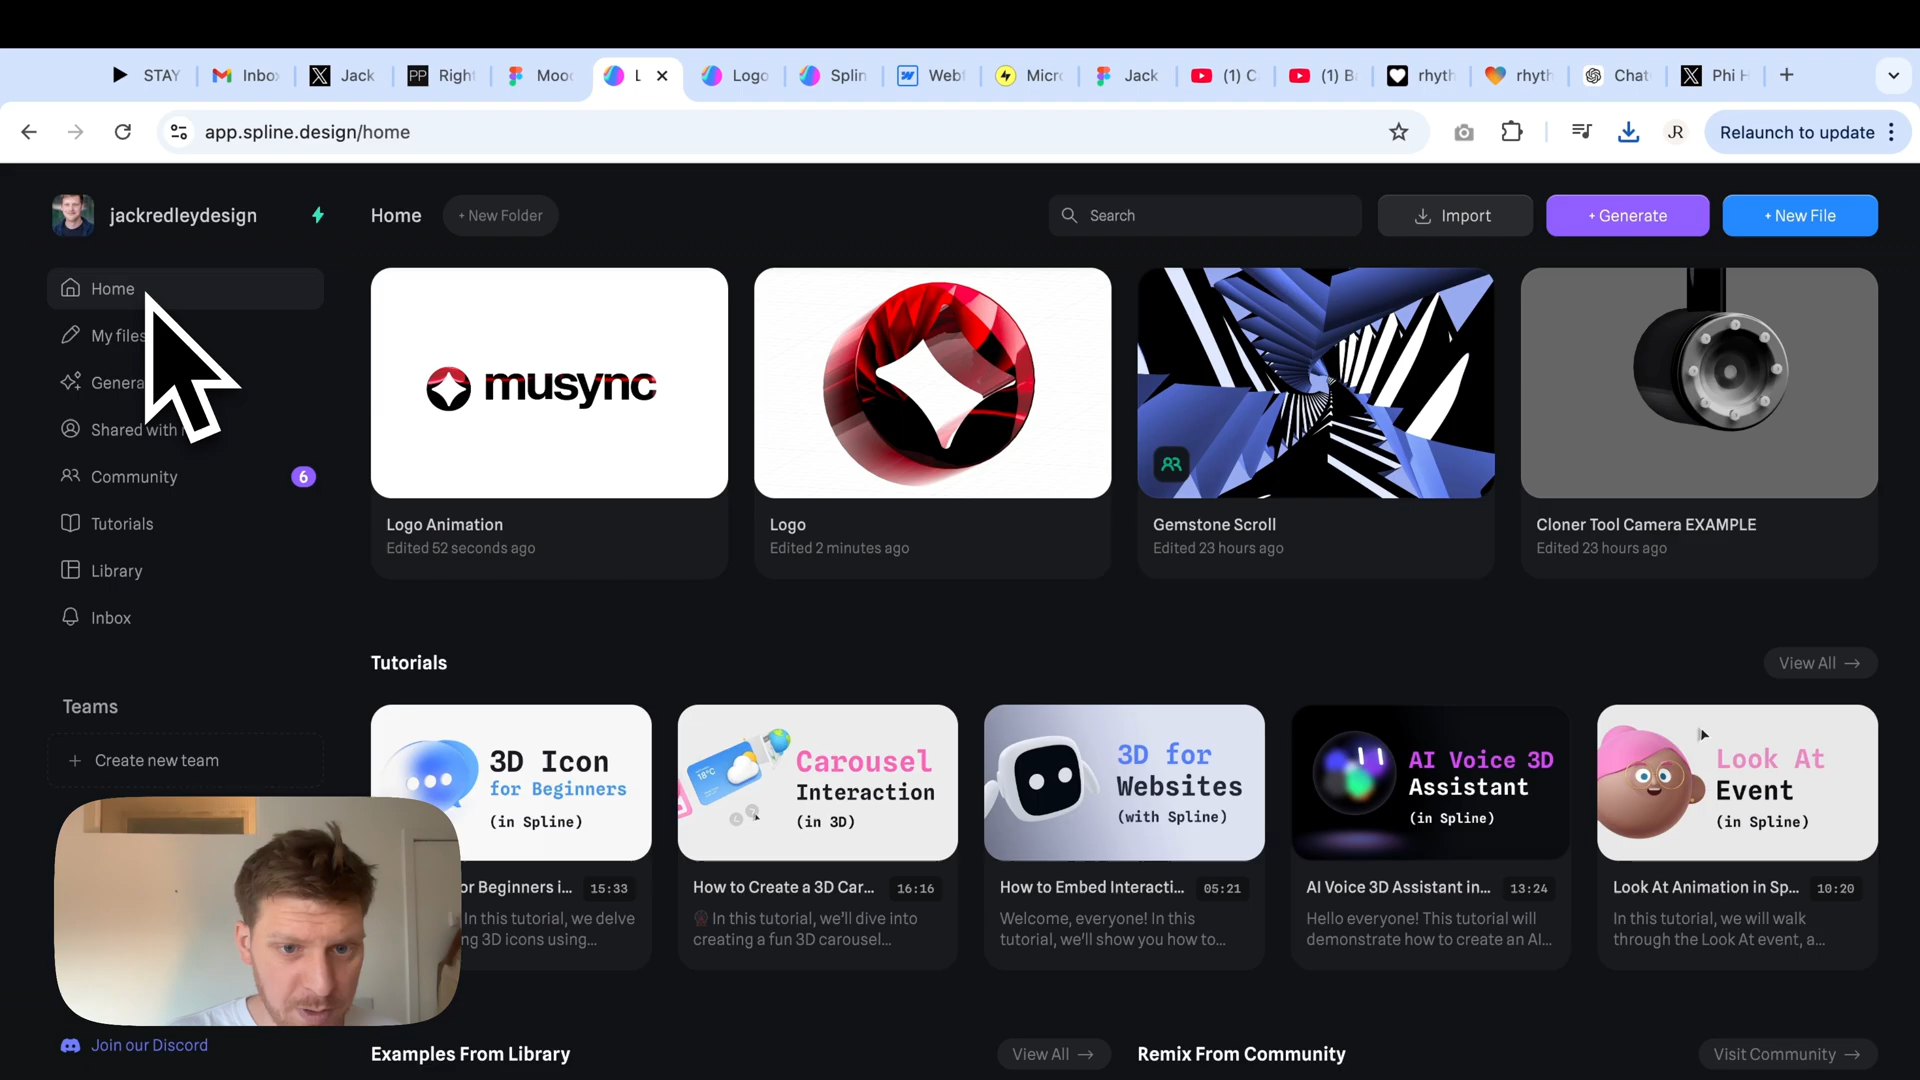 STAY
Inbo
Jack
Right
Mood
L
Logo
Splin
Webf
Micro
Jack
(1) C
(1) B
rhyth
rhyth
Chat
Phi H
app.spline.design/home
JR
Relaunch to update
jackredleydesign
Home
+ New Folder
Search
Import
+ Generate
+ New File
Home
My files
Genera
Shared with
Community
6
Tutorials
Library
Inbox
musync
Logo Animation
Edited 52 seconds ago
Logo
Edited 2 minutes ago
Gemstone Scroll
Edited 23 hours ago
Cloner Tool Camera EXAMPLE
Edited 23 hours ago
Tutorials
View All →
Teams
+ Create new team
3D Icon
for Beginners
(in Spline)
18°C
Carousel
Interaction
(in 3D)
3D for
Websites
(with Spline)
AI Voice 3D
Assistant
(in Spline)
Look At
Event
(in Spline)
or Beginners i... 15:33
In this tutorial, we delve
ng 3D icons using...
How to Create a 3D Car... 16:16
In this tutorial, we'll dive into
creating a fun 3D carousel...
How to Embed Interacti... 05:21
Welcome, everyone! In this
tutorial, we'll show you how to...
AI Voice 3D Assistant in... 13:24
Hello everyone! This tutorial will
demonstrate how to create an AI...
Look At Animation in Sp... 10:20
In this tutorial, we will walk
through the Look At event, a...
Join our Discord
Examples From Library
View All →
Remix From Community
Visit Community →